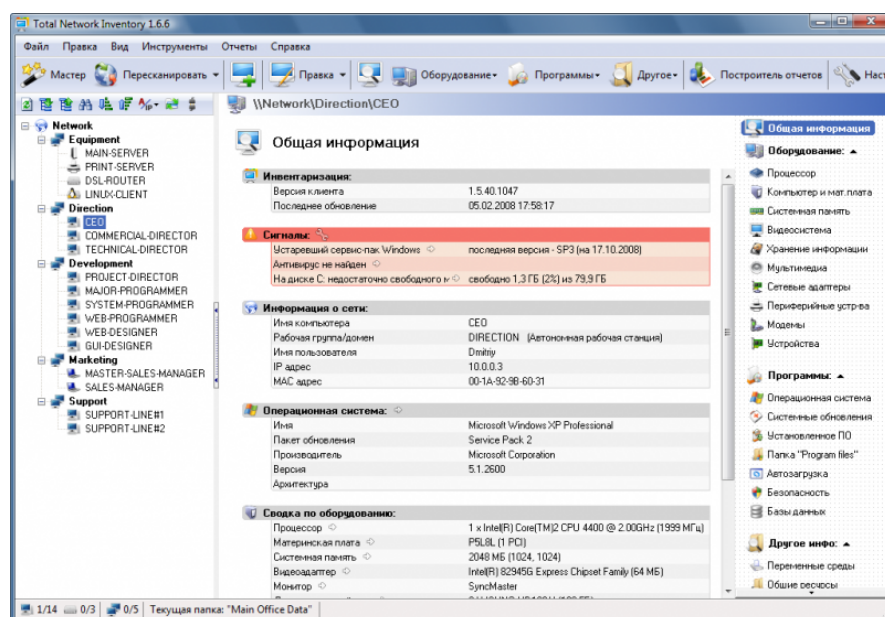 Total Network Inventory 1.6.6
Файл Правка Вид Инструменты Отчеты Справка
Мастер Пересканировать Правка Оборудование Программы Другое Построитель отчетов Наст
\\Network\Direction\CEO
Network
Equipment
MAIN-SERVER
PRINT-SERVER
DSL-ROUTER
LINUX-CLIENT
Direction
CEO
COMMERCIAL-DIRECTOR
TECHNICAL-DIRECTOR
Development
PROJECT-DIRECTOR
MAJOR-PROGRAMMER
SYSTEM-PROGRAMMER
WEB-PROGRAMMER
WEB-DESIGNER
GUI-DESIGNER
Marketing
MASTER-SALES-MANAGER
SALES-MANAGER
Support
SUPPORT-LINE#1
SUPPORT-LINE#2
Общая информация
Инвентаризация:
Версия клиента 1.5.40.1047
Последнее обновление 05.02.2008 17:58:17
Сигналы:
Устаревший сервис-пак Windows последняя версия - SP3 (на 17.10.2008)
Антивирус не найден
На диске C: недостаточно свободного м свободно 1,3 ГБ (2%) из 79,9 ГБ
Информация о сети:
Имя компьютера CEO
Рабочая группа/домен DIRECTION (Автономная рабочая станция)
Имя пользователя Dmitriy
IP адрес 10.0.0.3
MAC адрес 00-1A-92-9B-60-31
Операционная система:
Имя Microsoft Windows XP Professional
Пакет обновления Service Pack 2
Производитель Microsoft Corporation
Версия 5.1.2600
Архитектура
Сводка по оборудованию:
Процессор 1 x Intel(R) Core(TM)2 CPU 4400 @ 2.00GHz (1999 МГц)
Материнская плата P5L8L (1 PCI)
Системная память 2048 МБ (1024, 1024)
Видеоадаптер Intel(R) 82945G Express Chipset Family (64 МБ)
Монитор SyncMaster
Общая информация
Оборудование:
Процессор
Компьютер и мат.плата
Системная память
Видеосистема
Хранение информации
Мультимедиа
Сетевые адаптеры
Периферийные устр-ва
Модемы
Устройства
Программы:
Операционная система
Системные обновления
Установленное ПО
Папка "Program files"
Автозагрузка
Безопасность
Базы данных
Другое инфо:
Переменные среды
Общие ресурсы
1/14 0/3 0/5 Текущая папка: "Main Office Data"